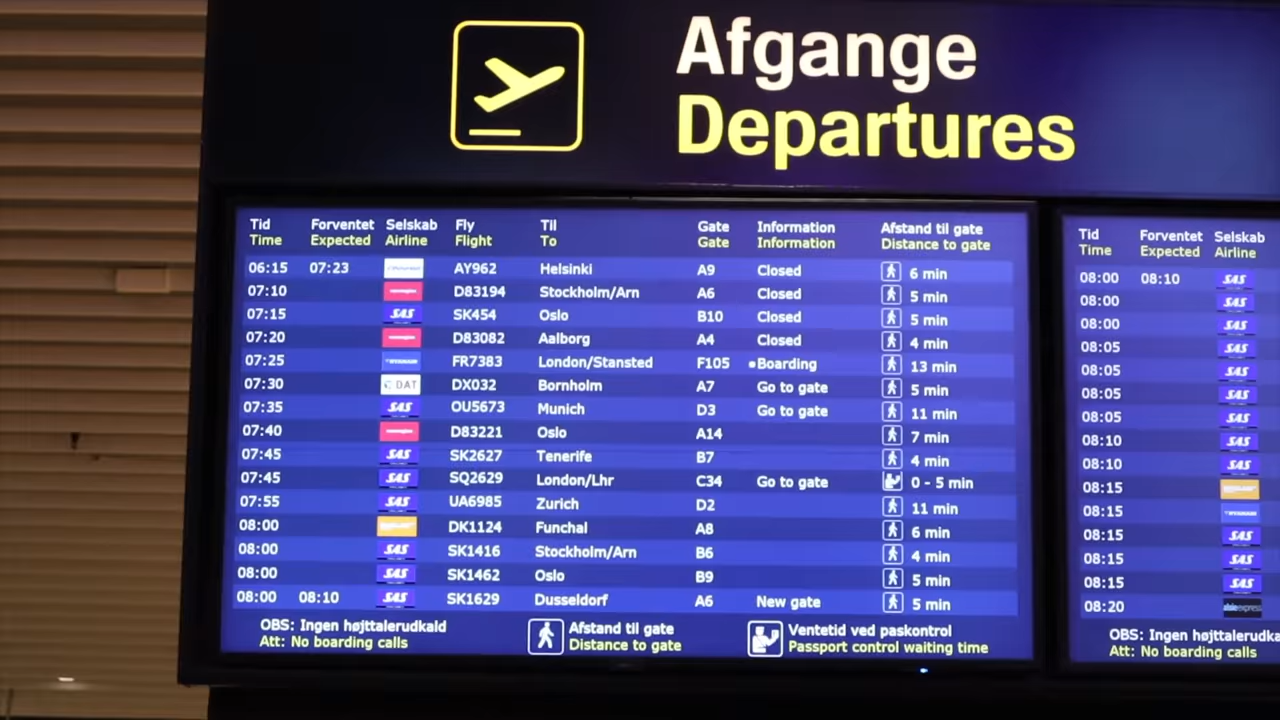 Afgange
Departures
Tid Forventet Selskab Fly Til Gate Information Afstand til gate
Time Expected Airline Flight To Gate Information Distance to gate
06:15 07:23 AY962 Helsinki A9 Closed 6 min
07:10 D83194 Stockholm/Arn A6 Closed 5 min
07:15 SAS SK454 Oslo B10 Closed 5 min
07:20 D83082 Aalborg A4 Closed 4 min
07:25 FR7383 London/Stansted F105 Boarding 13 min
07:30 DAT DX032 Bornholm A7 Go to gate 5 min
07:35 SAS OU5673 Munich D3 Go to gate 11 min
07:40 D83221 Oslo A14 7 min
07:45 SAS SK2627 Tenerife B7 4 min
07:45 SAS SQ2629 London/Lhr C34 Go to gate 0 - 5 min
07:55 SAS UA6985 Zurich D2 11 min
08:00 DK1124 Funchal A8 6 min
08:00 SAS SK1416 Stockholm/Arn B6 4 min
08:00 SAS SK1462 Oslo B9 5 min
08:00 08:10 SAS SK1629 Dusseldorf A6 New gate 5 min
OBS: Ingen højttalerudkald Afstand til gate Ventetid ved paskontrol
Att: No boarding calls Distance to gate Passport control waiting time
Tid Forventet Selskab
Time Expected Airline
08:00 08:10 SAS
08:00 SAS
08:00 SAS
08:05 SAS
08:05 SAS
08:05 SAS
08:05 SAS
08:10 SAS
08:10 SAS
08:15
08:15
08:15 SAS
08:15 SAS
08:15 SAS
08:20
OBS: Ingen højttalerudka
Att: No boarding calls